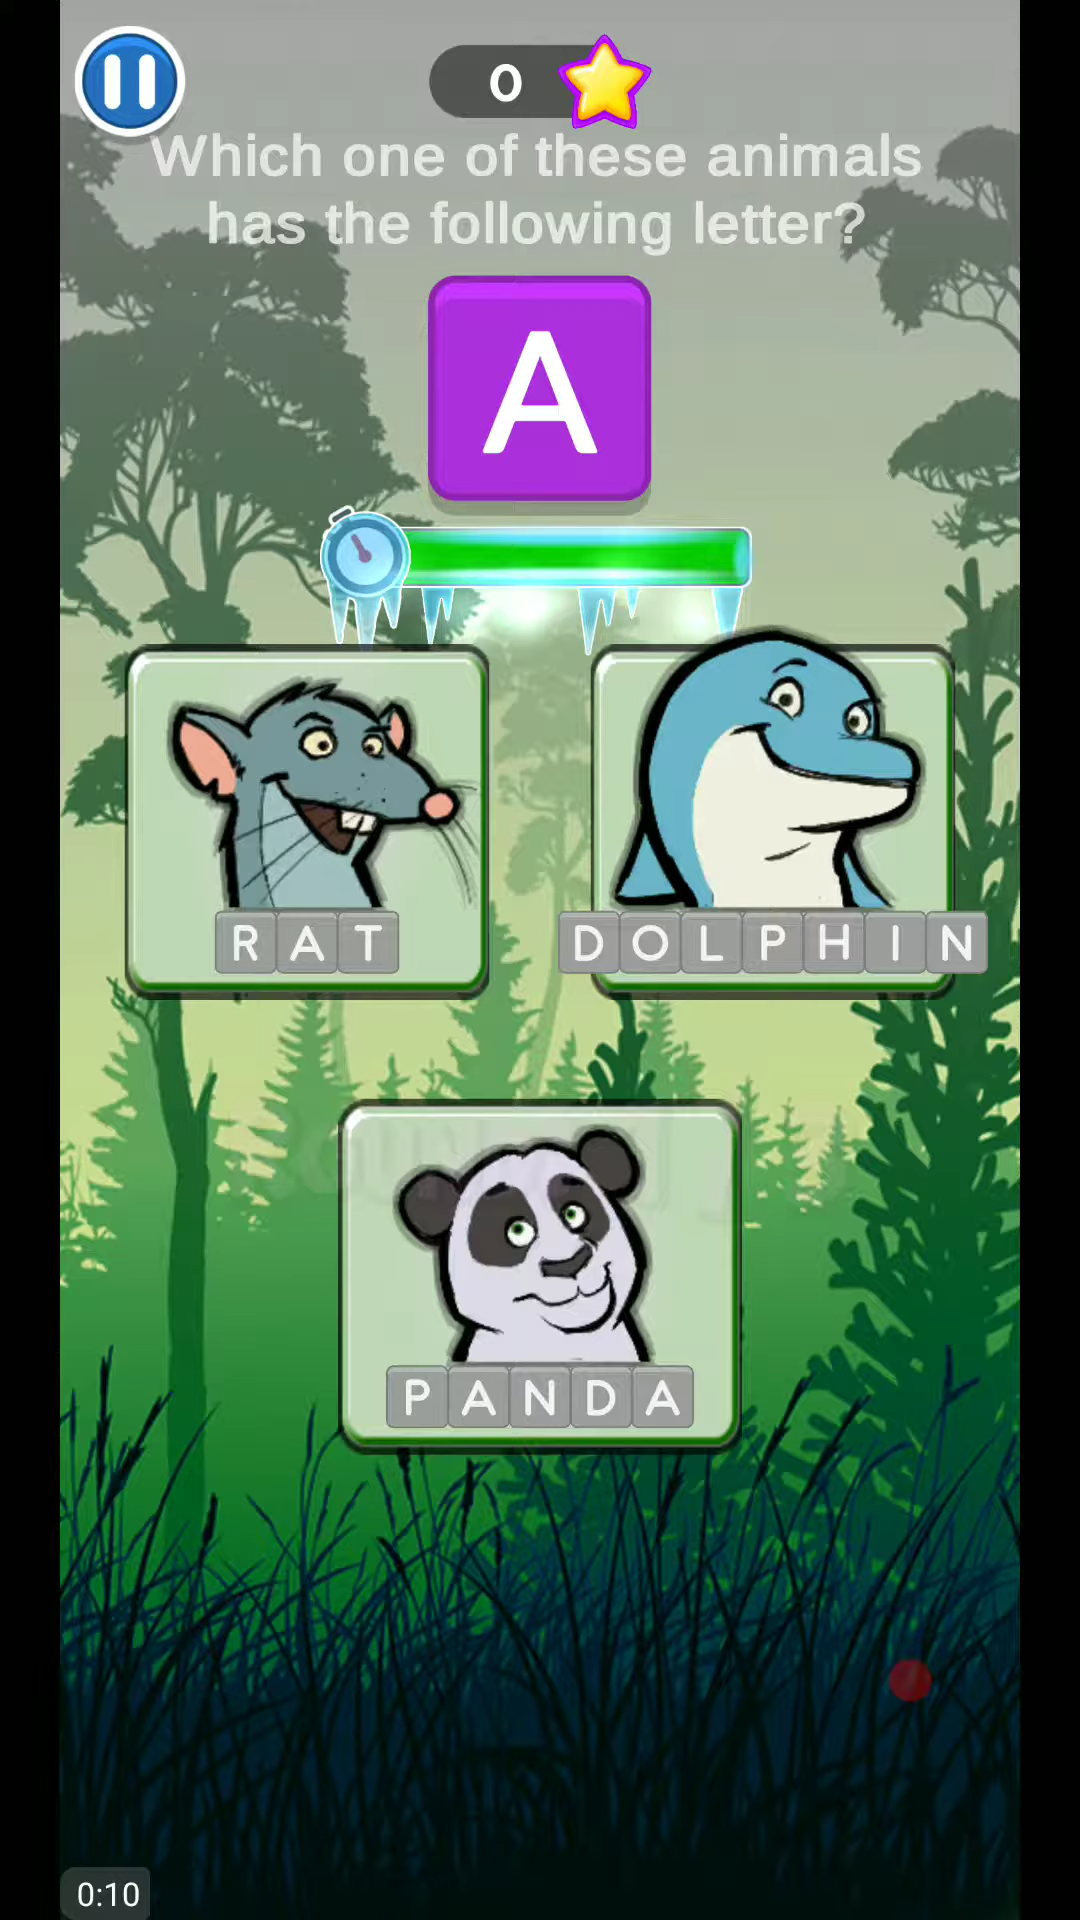 0
Which one of these animals
has the following letter?
A
RAT
DOLPHIN
PANDA
0:10